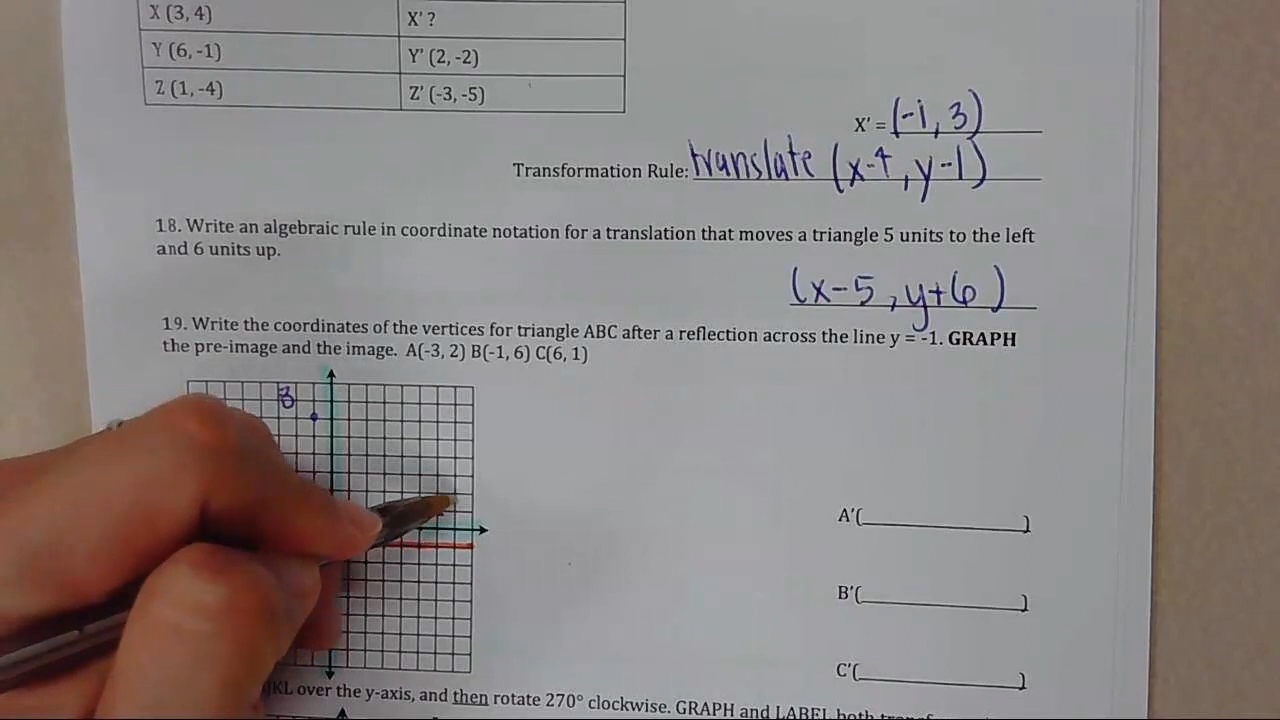 X (3, 4) X' ?
Y (6, -1) Y' (2, -2)
Z (1, -4) Z' (-3, -5)
X' = (-1, 3)
Transformation Rule: translate (x-4, y-1)
18. Write an algebraic rule in coordinate notation for a translation that moves a triangle 5 units to the left
and 6 units up.
(x-5, y+6)
19. Write the coordinates of the vertices for triangle ABC after a reflection across the line y = -1. GRAPH
the pre-image and the image. A(-3, 2) B(-1, 6) C(6, 1)
B
A'(____________)
B'(____________)
C'(____________)
JKL over the y-axis, and then rotate 270° clockwise. GRAPH and LABEL both